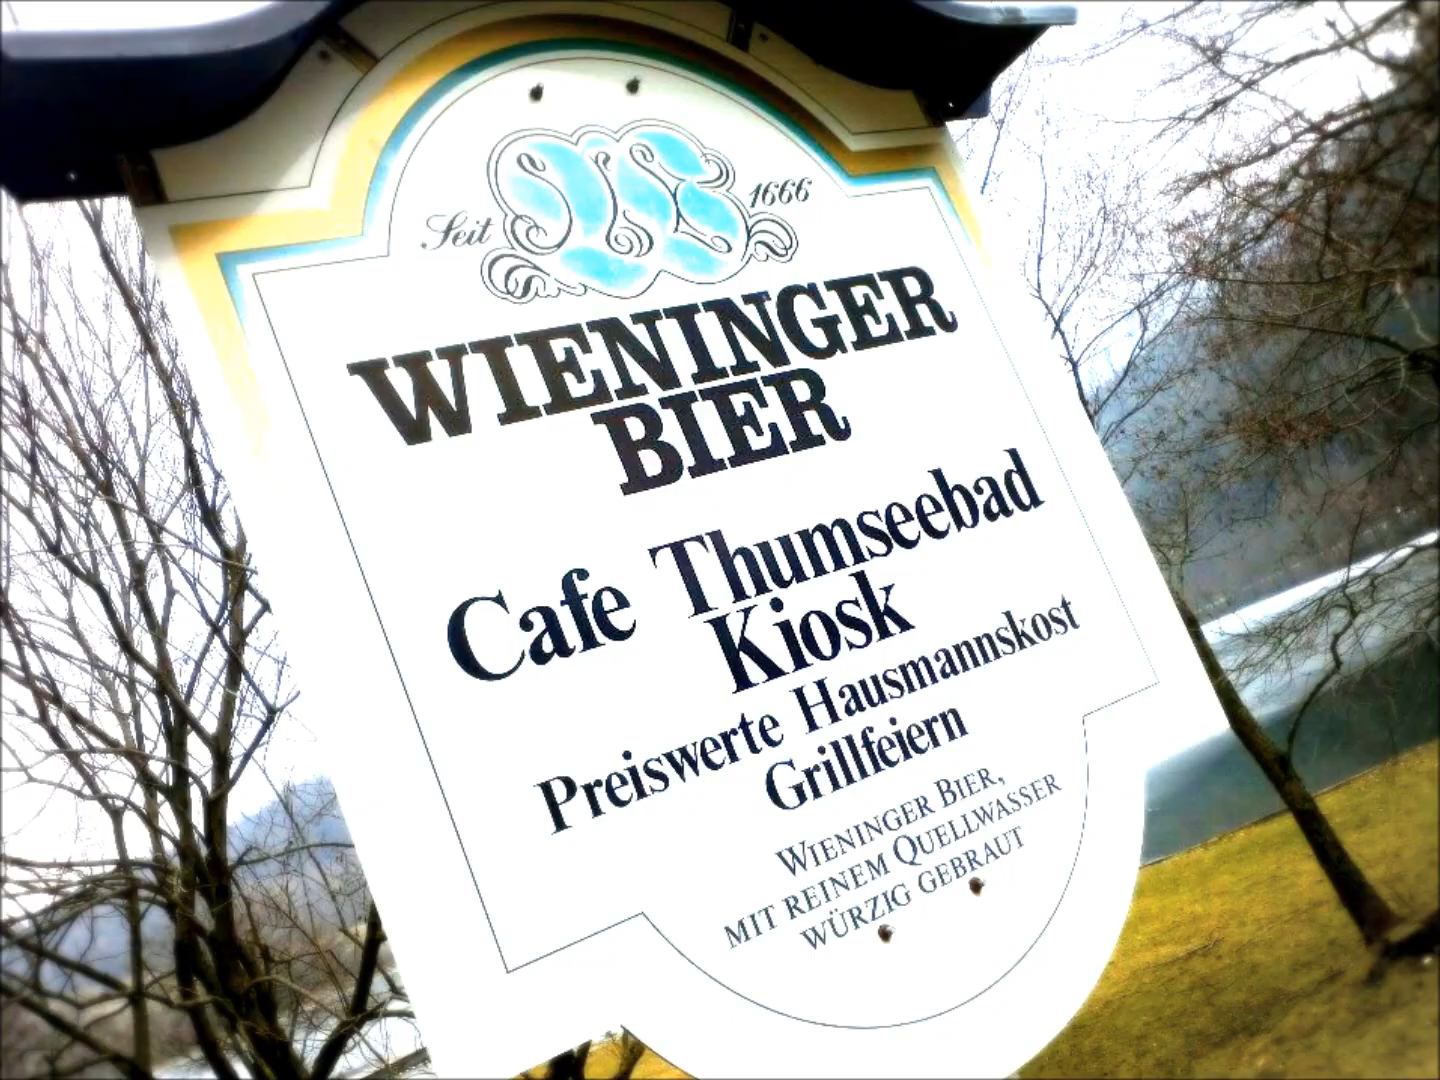 Seit 1666
WIENINGER
BIER
Cafe Thumseebad
Kiosk
Preiswerte Hausmannskost
Grillfeiern
WIENINGER BIER,
MIT REINEM QUELLWASSER
WÜRZIG GEBRAUT